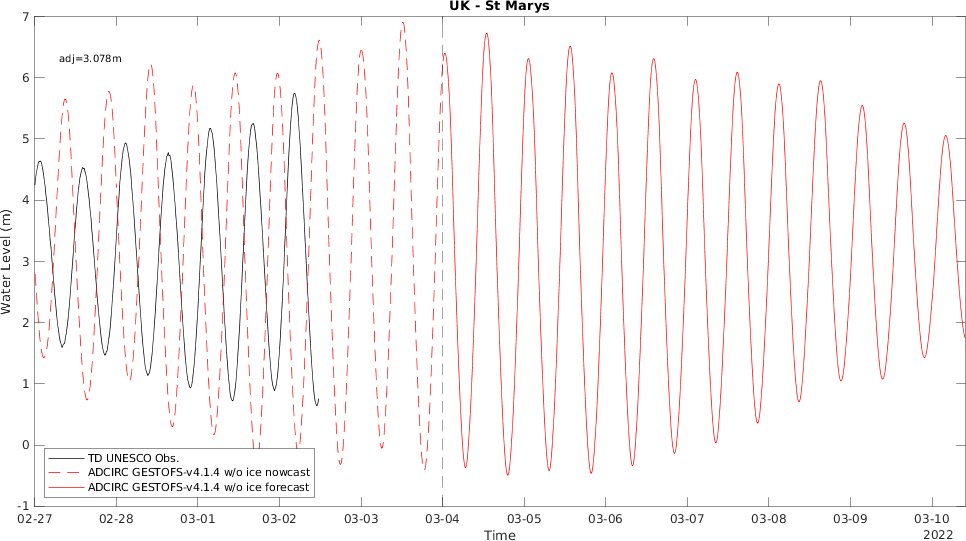 UK - St Marys
adj=3.078m
Water Level (m)
7
6
5
4
3
2
1
0
-1
TD UNESCO Obs.
ADCIRC GESTOFS-v4.1.4 w/o ice nowcast
ADCIRC GESTOFS-v4.1.4 w/o ice forecast
02-27 02-28 03-01 03-02 03-03 03-04 03-05 03-06 03-07 03-08 03-09 03-10
Time
2022